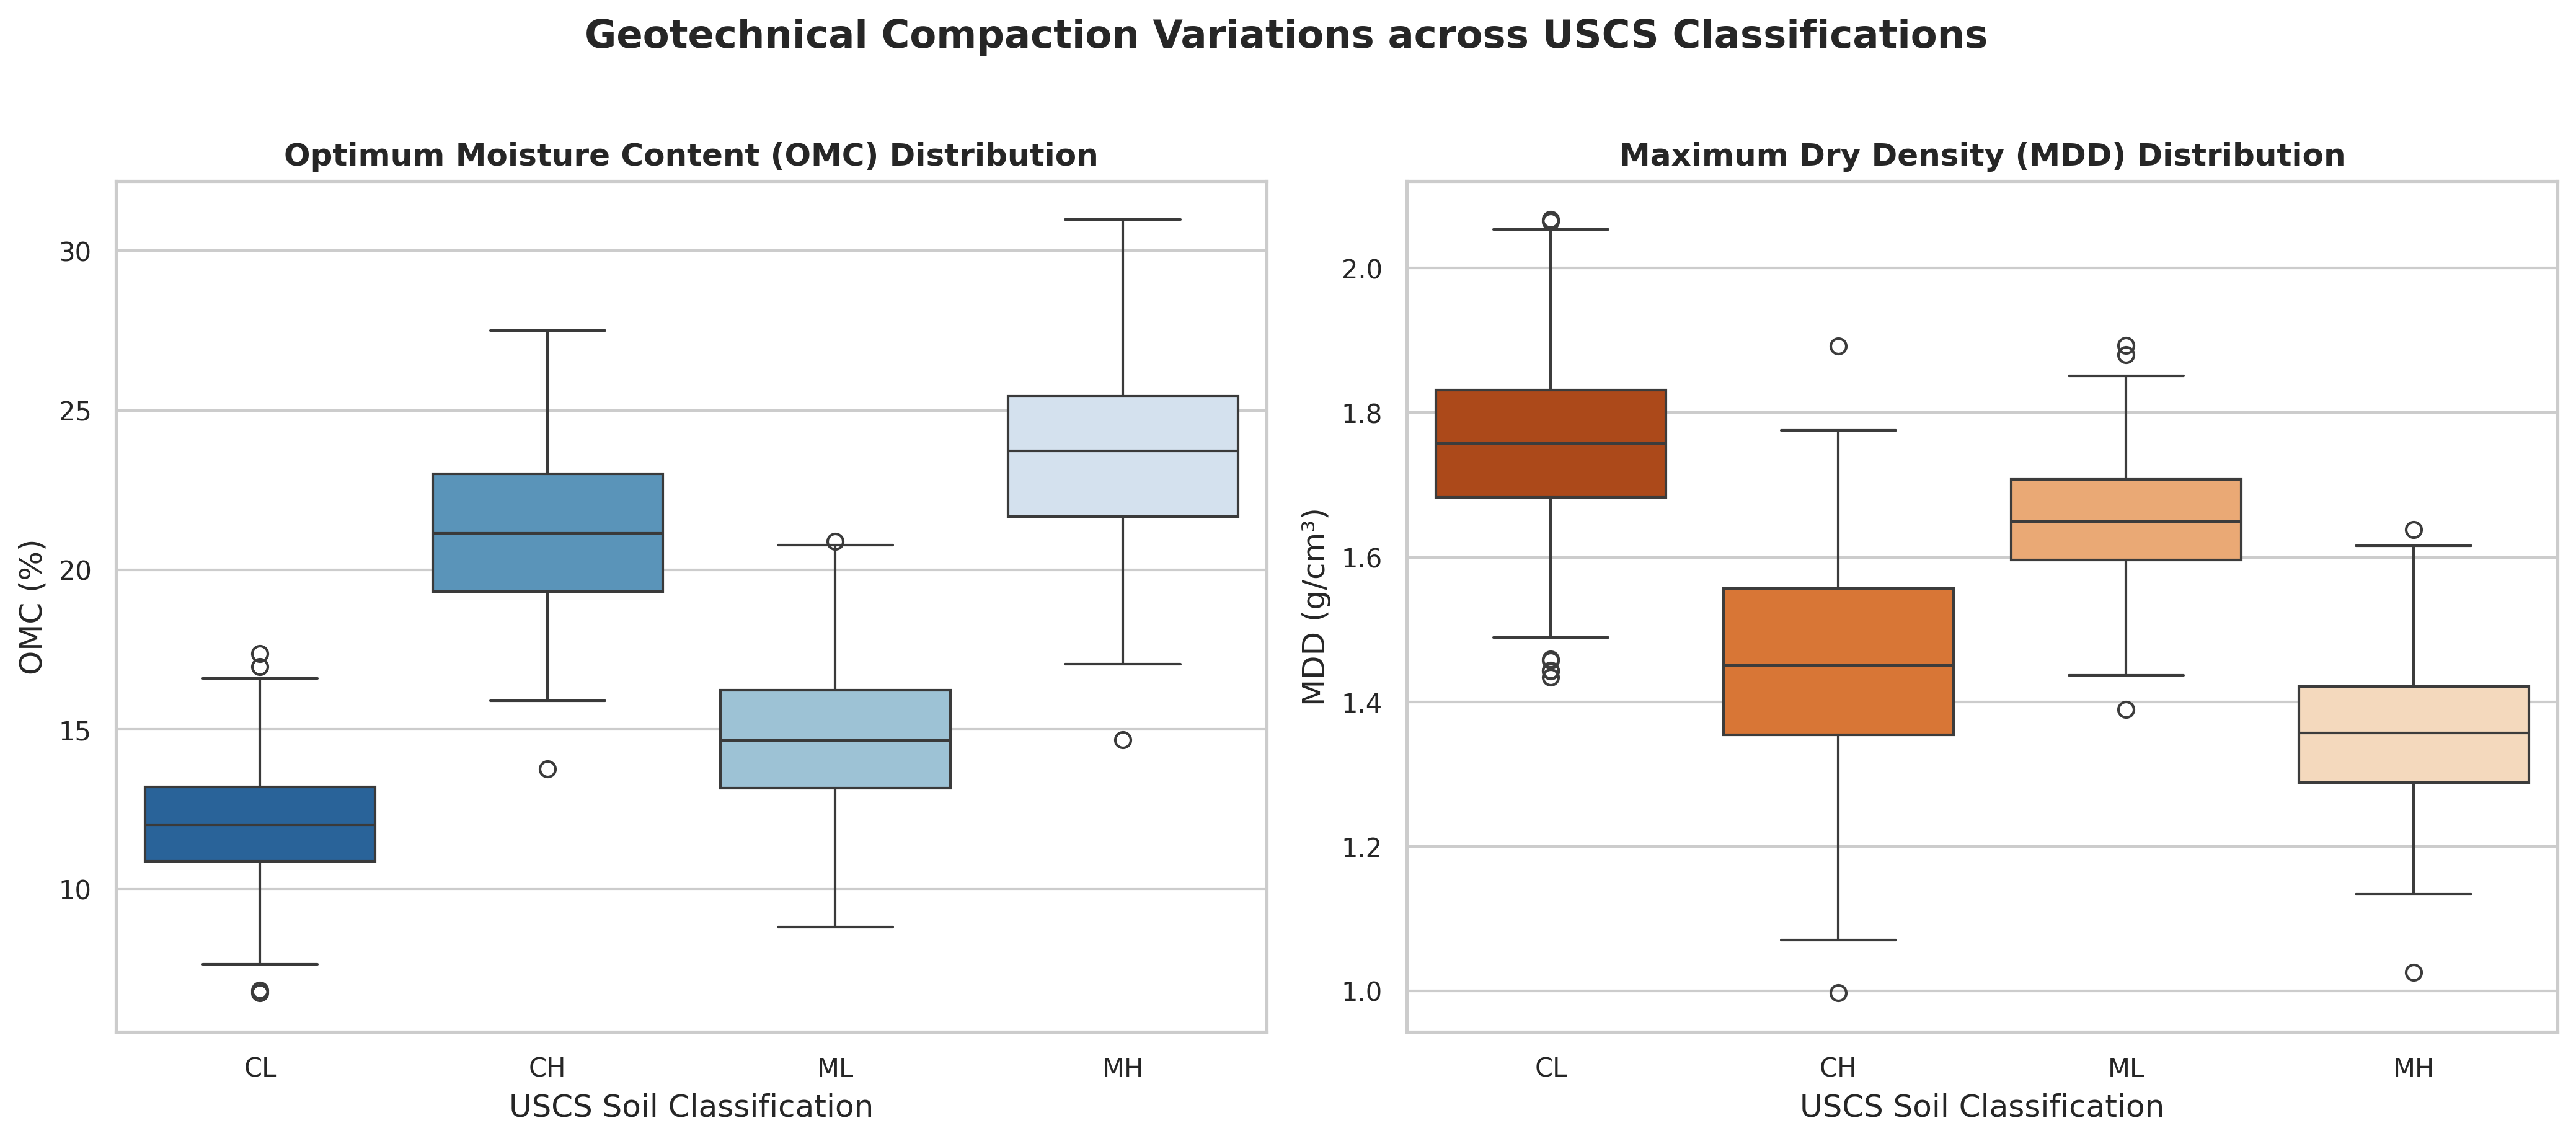 Geotechnical Compaction Variations across USCS Classifications
Optimum Moisture Content (OMC) Distribution
OMC (%)
30
25
20
15
10
CL CH ML MH
USCS Soil Classification
Maximum Dry Density (MDD) Distribution
MDD (g/cm³)
2.0
1.8
1.6
1.4
1.2
1.0
CL CH ML MH
USCS Soil Classification